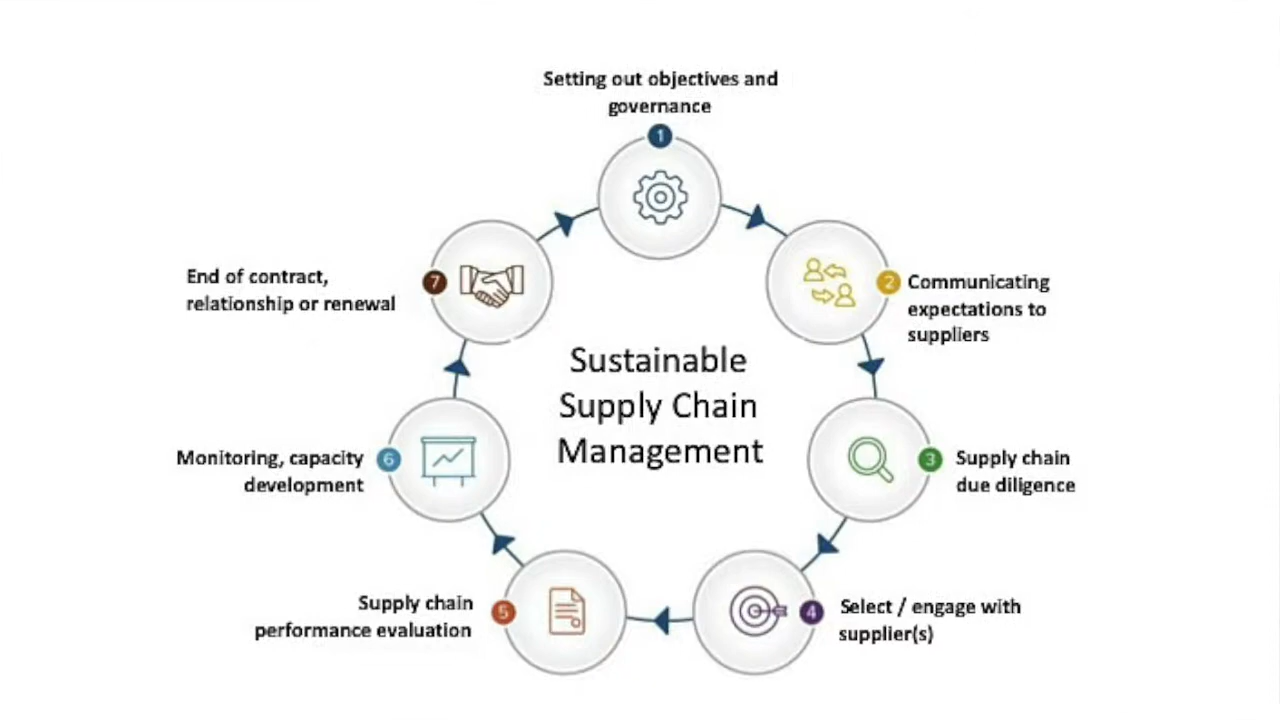 Setting out objectives and
governance
1
2
Communicating
expectations to
suppliers
3
Supply chain
due diligence
4
Select / engage with
supplier(s)
5
Supply chain
performance evaluation
6
Monitoring, capacity
development
7
End of contract,
relationship or renewal
Sustainable
Supply Chain
Management